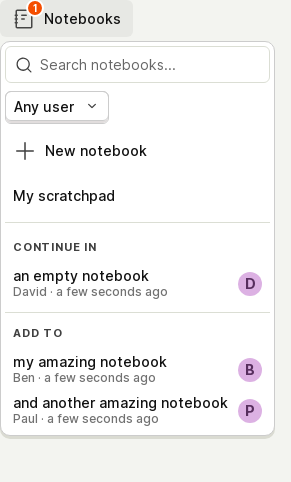 1
Notebooks
Search notebooks...
Any user
New notebook
My scratchpad
CONTINUE IN
an empty notebook
David · a few seconds ago
D
ADD TO
my amazing notebook
Ben · a few seconds ago
B
and another amazing notebook
Paul · a few seconds ago
P